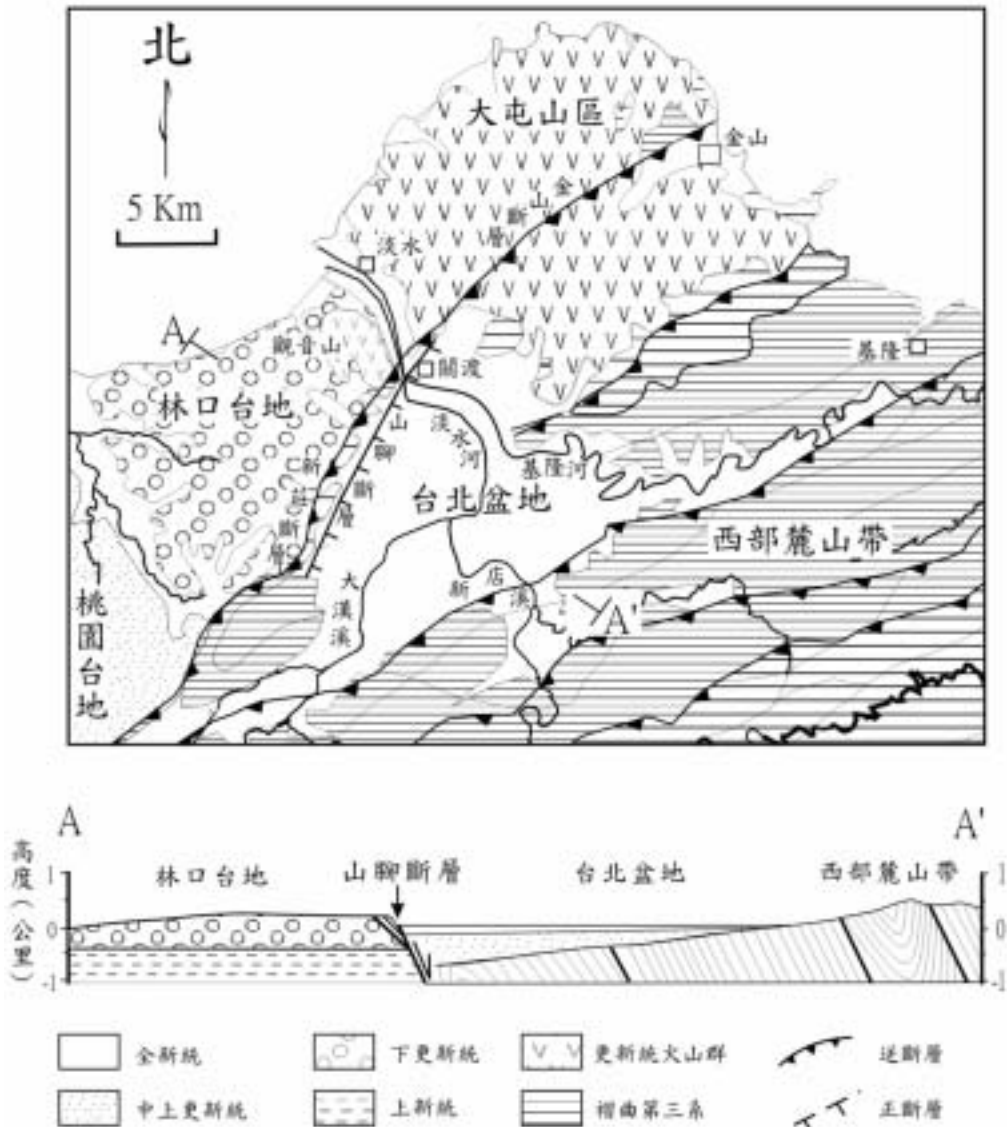 北
5 Km
大屯山區
金山
金山斷層
淡水
A
觀音山
關渡
基隆
林口台地
淡水河
基隆河
山腳斷層
新莊斷層
台北盆地
西部麓山帶
大漢溪
新店溪
A'
桃園台地
A
A'
高度(公里)
林口台地
山腳斷層
台北盆地
西部麓山帶
1
0
-1
1
0
-1
全新統
下更新統
更新統火山群
逆斷層
中上更新統
上新統
褶曲第三系
正斷層